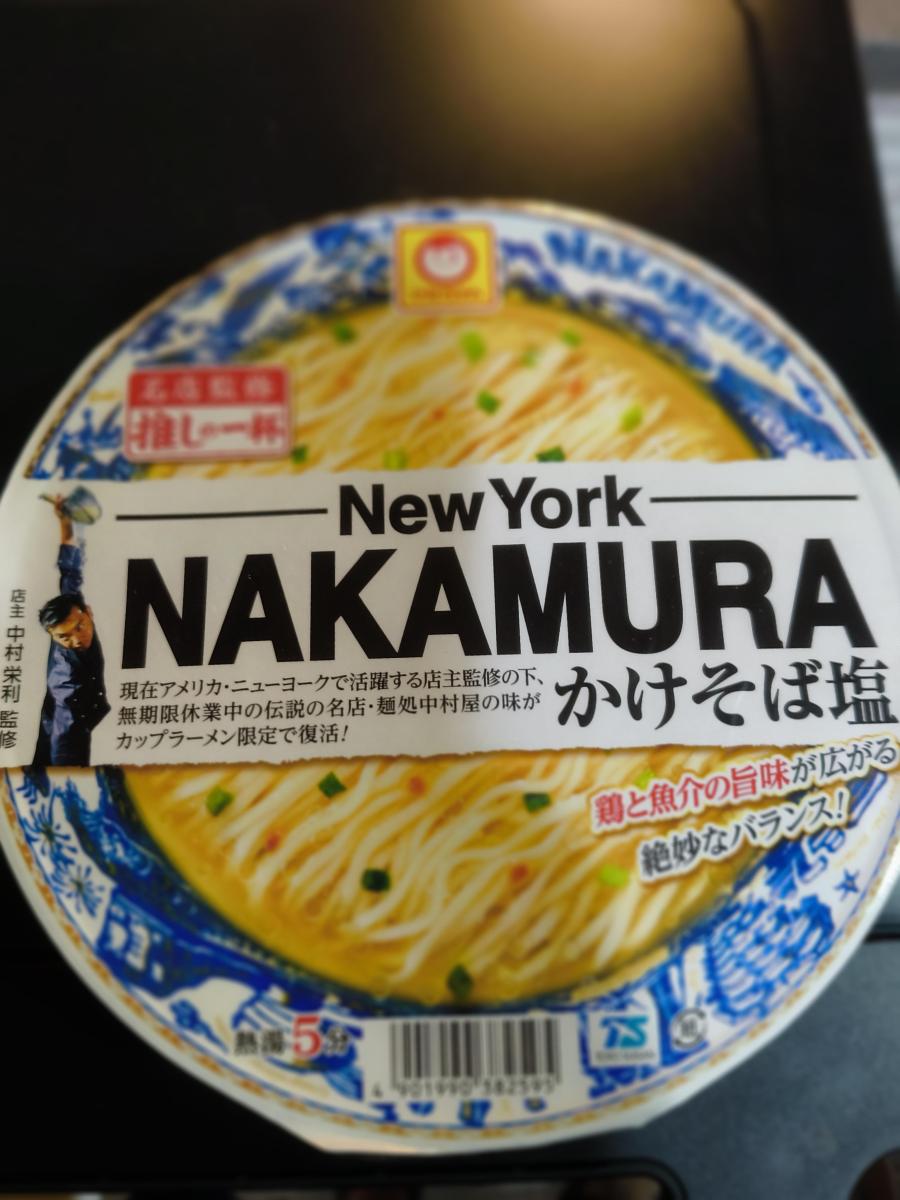 NAKAMURA
名店監修
推しの一杯
New York
NAKAMURA
かけそば塩
店主 中村栄利 監修
現在アメリカ・ニューヨークで活躍する店主監修の下、
無期限休業中の伝説の名店・麺処中村屋の味が
カップラーメン限定で復活!
鶏と魚介の旨味が広がる
絶妙なバランス!
熱湯5分
4 901990 382595